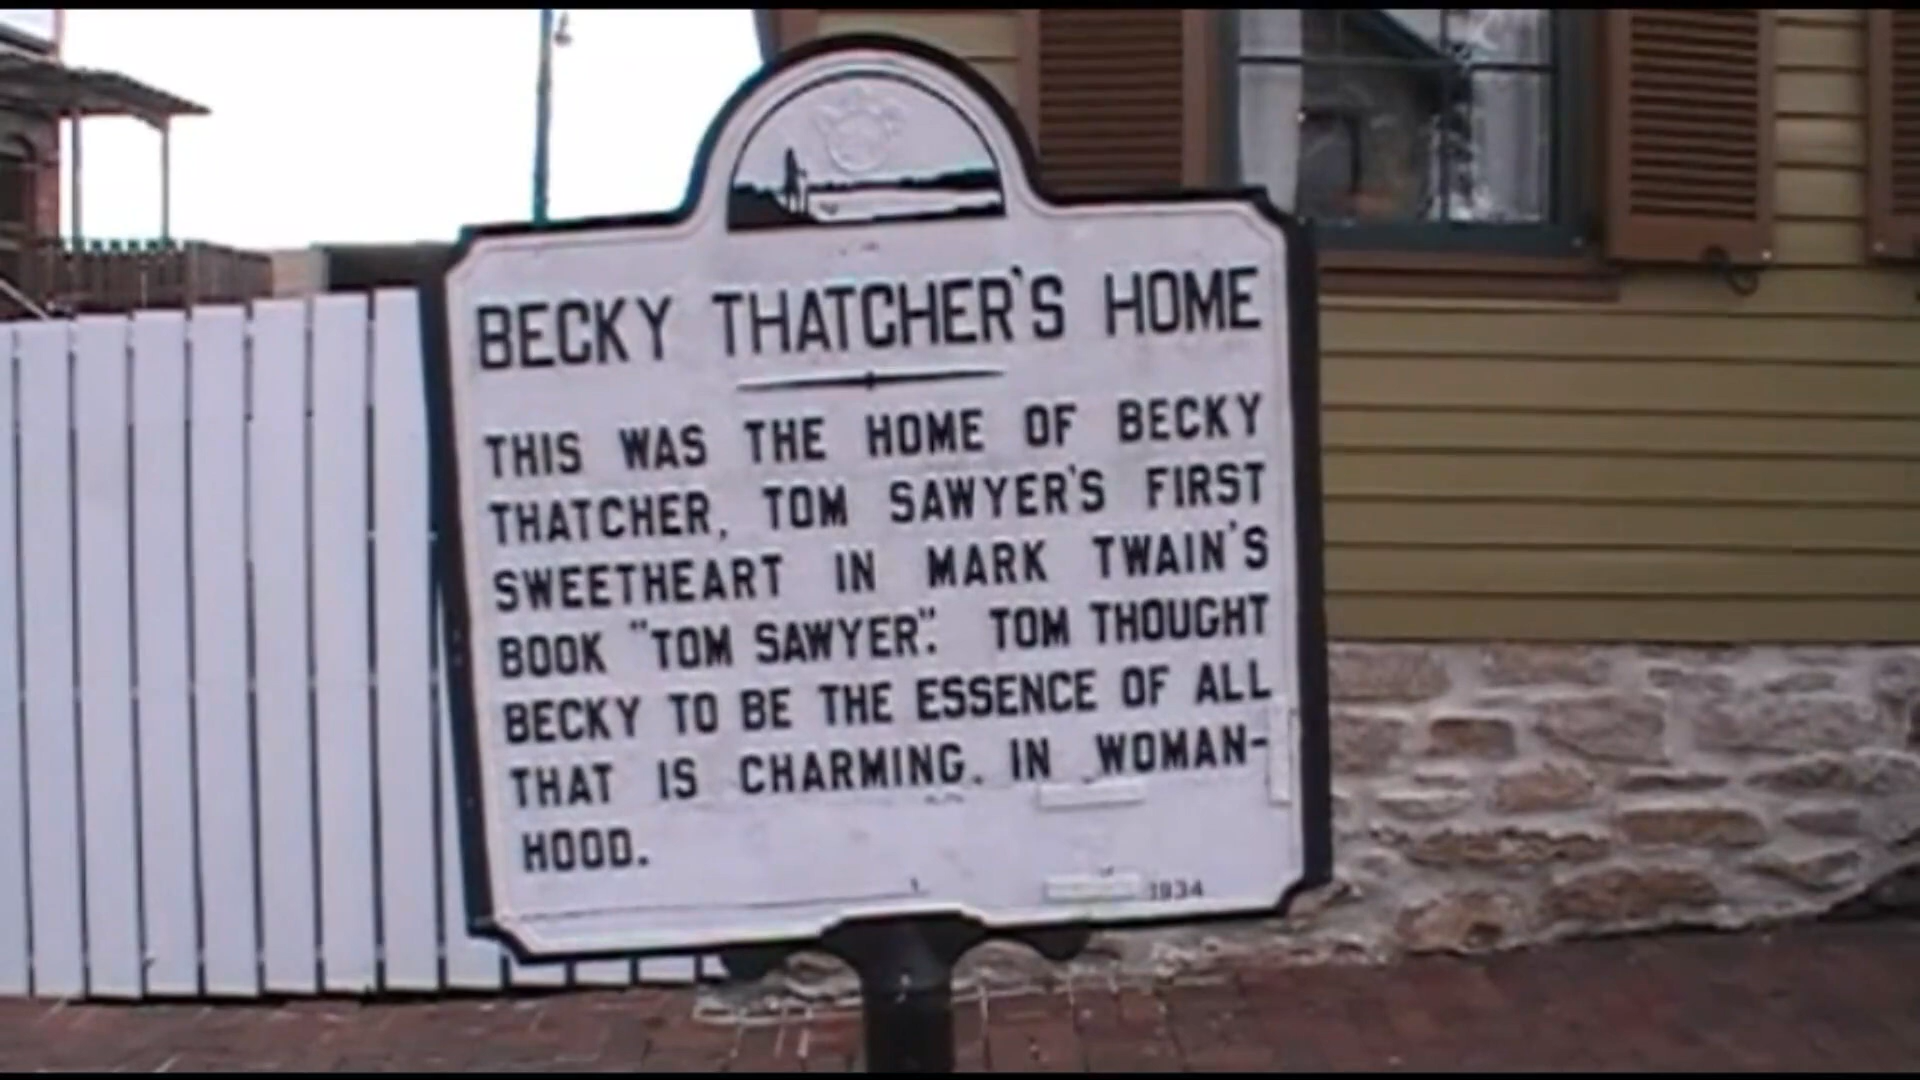 BECKY THATCHER'S HOME
THIS WAS THE HOME OF BECKY
THATCHER, TOM SAWYER'S FIRST
SWEETHEART IN MARK TWAIN'S
BOOK "TOM SAWYER". TOM THOUGHT
BECKY TO BE THE ESSENCE OF ALL
THAT IS CHARMING. IN WOMAN-
HOOD.
1934